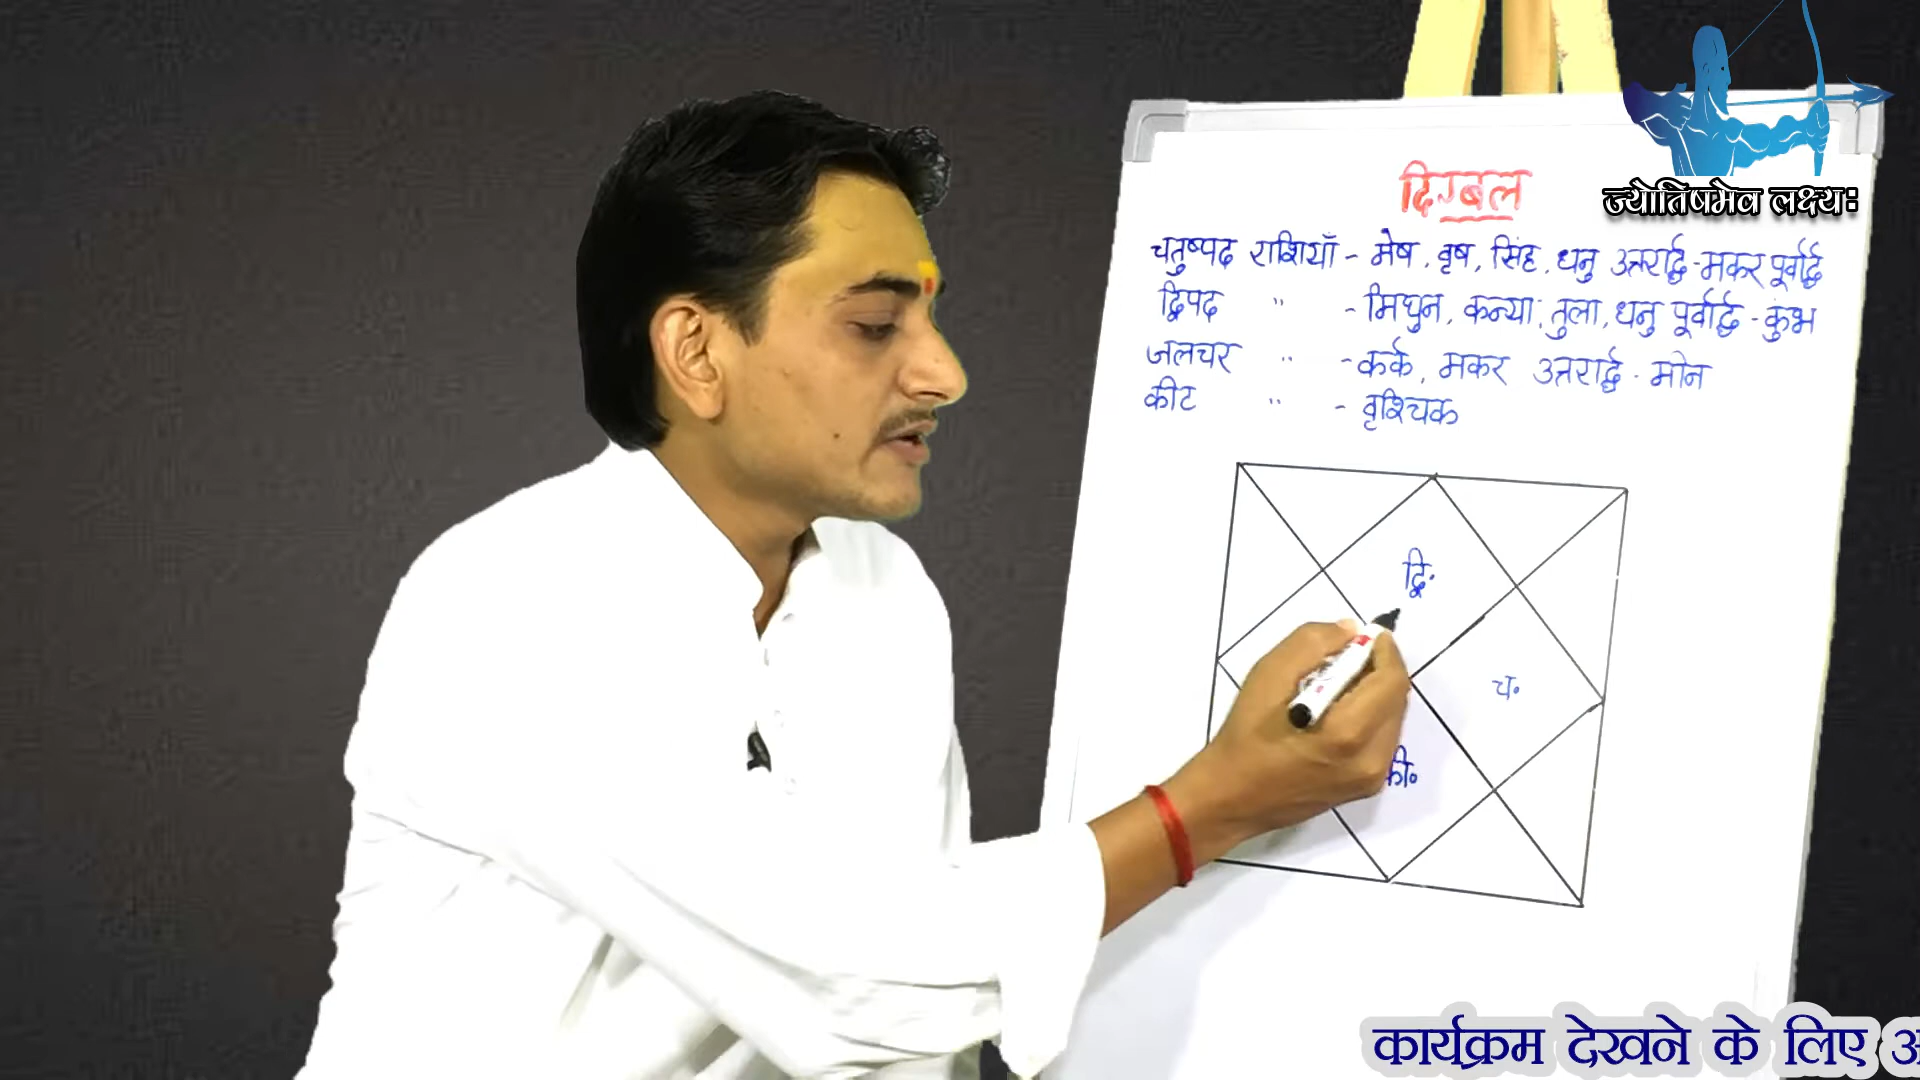 ज्योतिषमेव लक्ष्यः
दिग्बल
चतुष्पद राशियाँ - मेष, वृष, सिंह, धनु उत्तरार्द्ध - मकर पूर्वार्द्ध
द्विपद " - मिथुन, कन्या, तुला, धनु पूर्वार्द्ध - कुंभ
जलचर " - कर्क, मकर उत्तरार्द्ध - मीन
कीट " - वृश्चिक
द्वि.
च॰
की॰
कार्यक्रम देखने के लिए